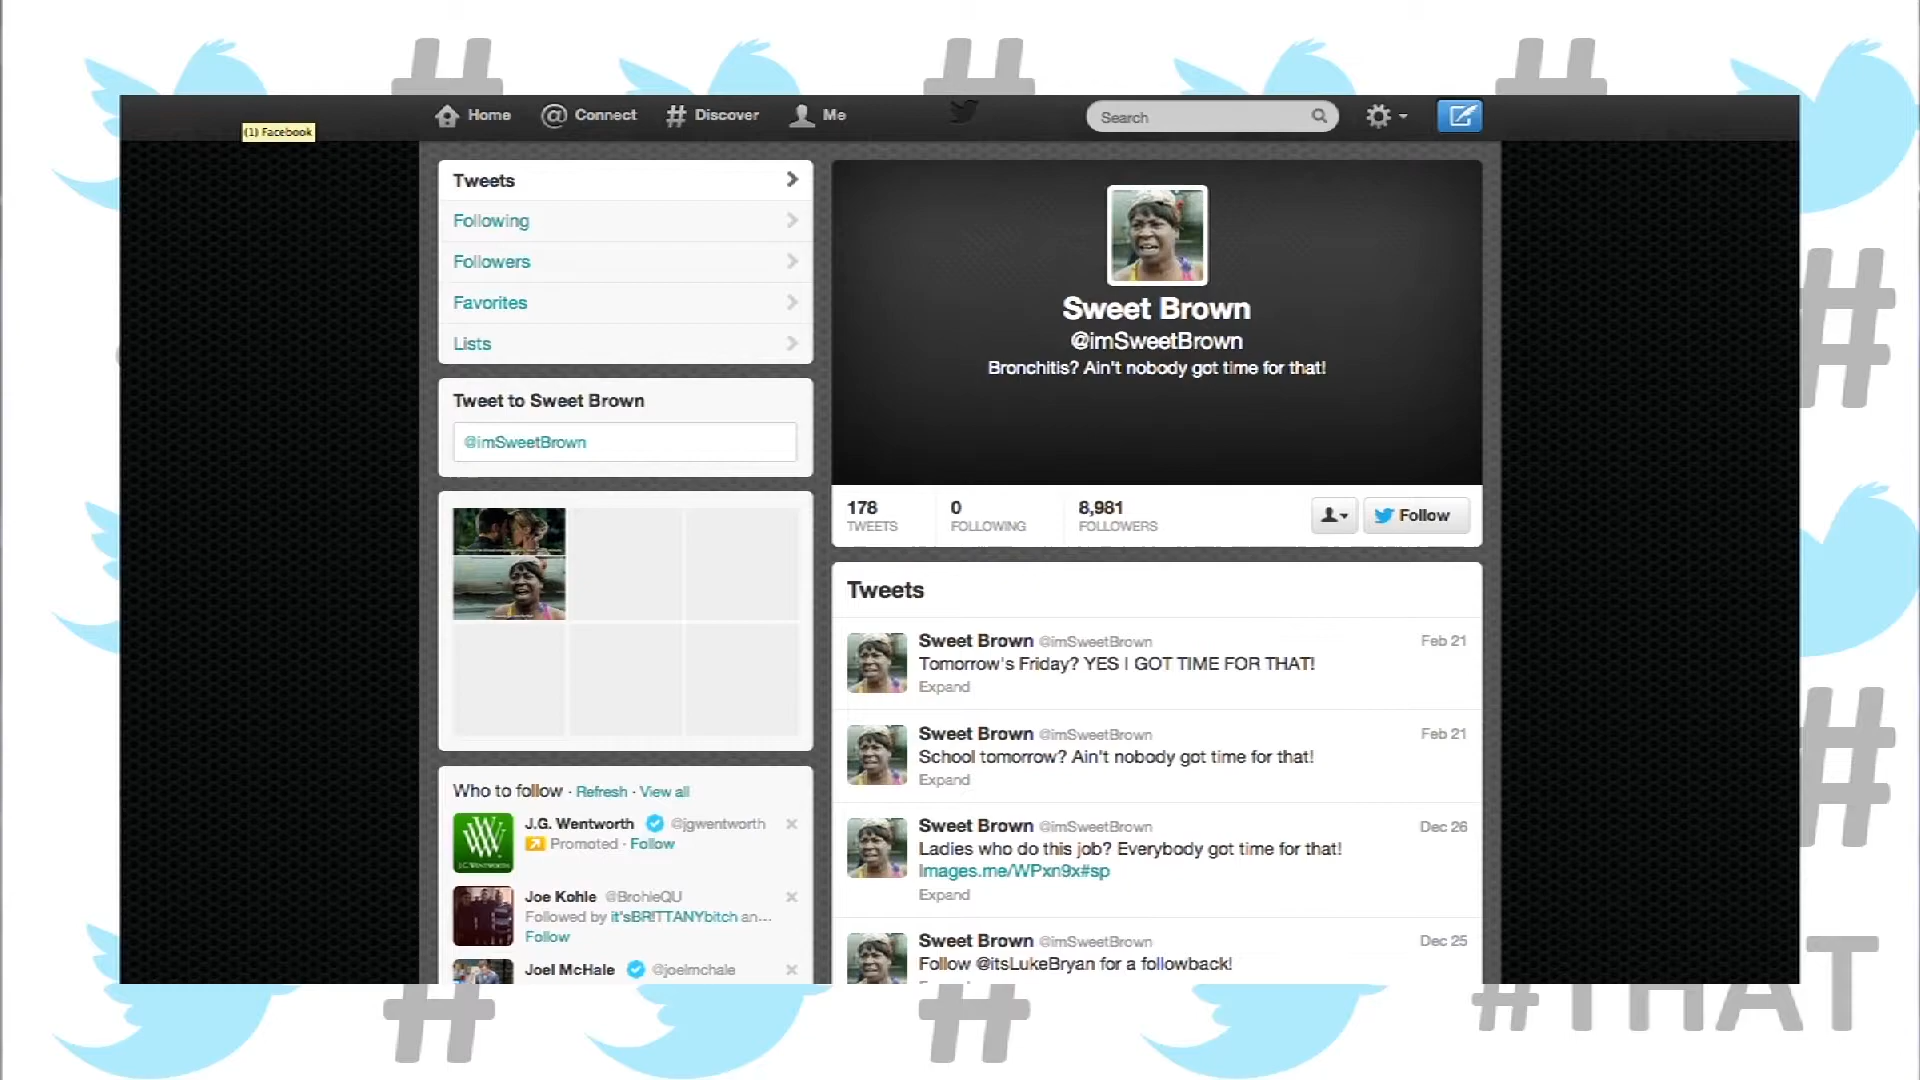 Home
Connect
Discover
Me
Search
(1) Facebook
Tweets
Following
Followers
Favorites
Lists
Tweet to Sweet Brown
@imSweetBrown
Who to follow · Refresh · View all
J.G. Wentworth @jgwentworth
Promoted · Follow
J.G. WENTWORTH
Joe Kohle @BrohieQU
Followed by it'sBR!TTANYbitch an...
Follow
Joel McHale @joelmchale
Sweet Brown
@imSweetBrown
Bronchitis? Ain't nobody got time for that!
178
TWEETS
0
FOLLOWING
8,981
FOLLOWERS
Follow
Tweets
Sweet Brown @imSweetBrown Feb 21
Tomorrow's Friday? YES I GOT TIME FOR THAT!
Expand
Sweet Brown @imSweetBrown Feb 21
School tomorrow? Ain't nobody got time for that!
Expand
Sweet Brown @imSweetBrown Dec 26
Ladies who do this job? Everybody got time for that!
Images.me/WPxn9x#sp
Expand
Sweet Brown @imSweetBrown Dec 25
Follow @itsLukeBryan for a followback!
#THAT